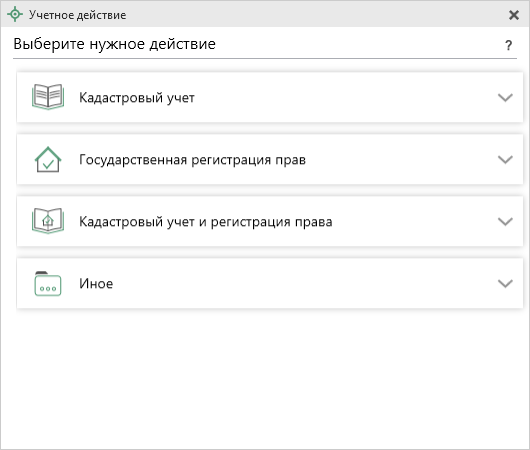 Учетное действие
Выберите нужное действие ?
Кадастровый учет
Государственная регистрация прав
Кадастровый учет и регистрация права
Иное